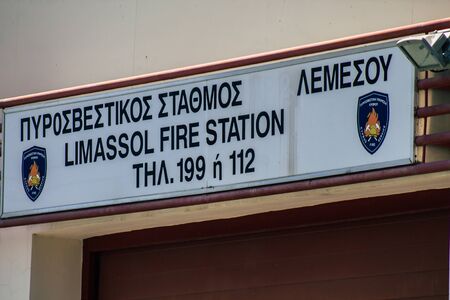 ΠΥΡΟΣΒΕΣΤΙΚΟΣ ΣΤΑΘΜΟΣ ΛΕΜΕΣΟΥ
LIMASSOL FIRE STATION
ΤΗΛ. 199 ή 112